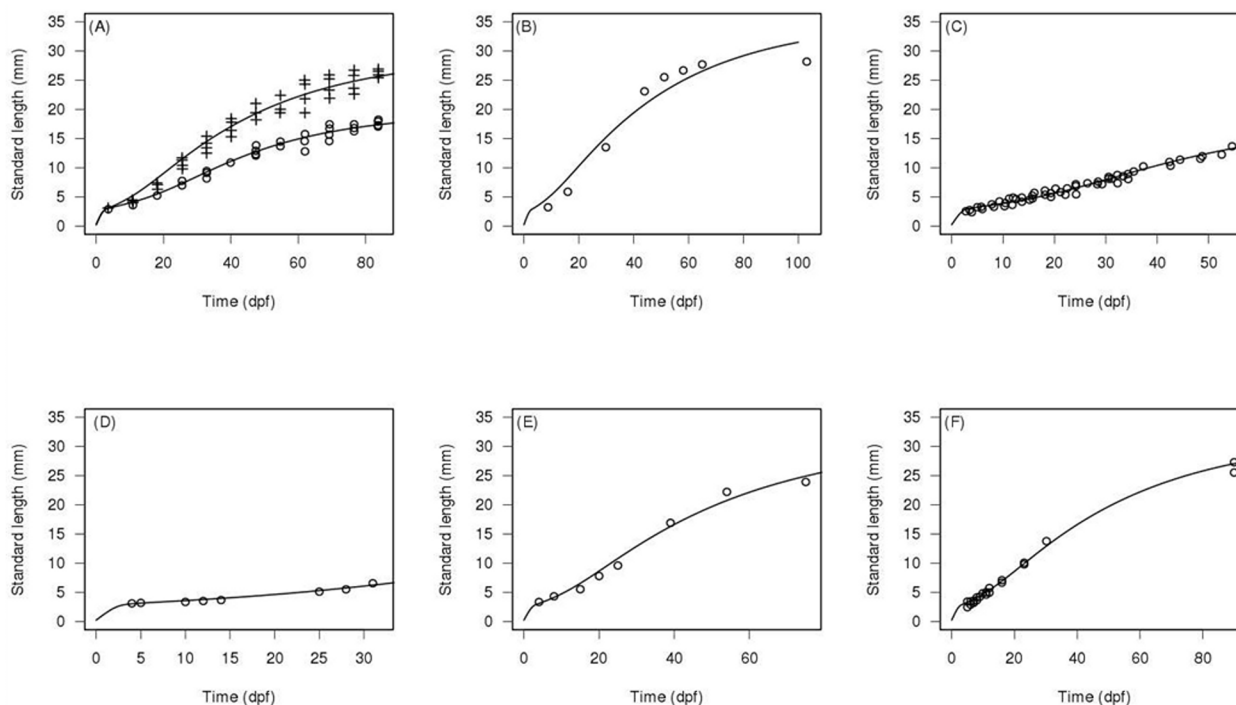 (A)
35
30
25
20
15
10
5
0
Standard length (mm)
0 20 40 60 80
Time (dpf)
(B)
35
30
25
20
15
10
5
0
Standard length (mm)
0 20 40 60 80 100
Time (dpf)
(C)
35
30
25
20
15
10
5
0
Standard length (mm)
0 10 20 30 40 50
Time (dpf)
(D)
35
30
25
20
15
10
5
0
Standard length (mm)
0 5 10 15 20 25 30
Time (dpf)
(E)
35
30
25
20
15
10
5
0
Standard length (mm)
0 20 40 60
Time (dpf)
(F)
35
30
25
20
15
10
5
0
Standard length (mm)
0 20 40 60 80
Time (dpf)